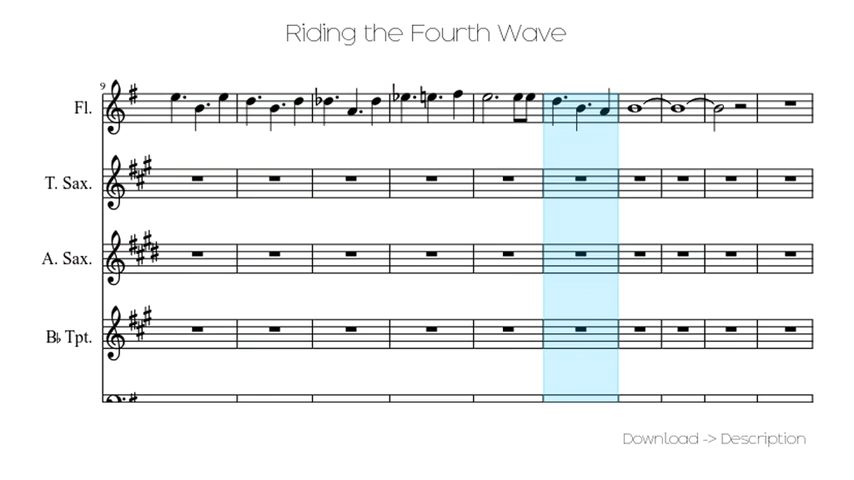 Riding the Fourth Wave
9
Fl.
T. Sax.
A. Sax.
B♭ Tpt.
Download -> Description